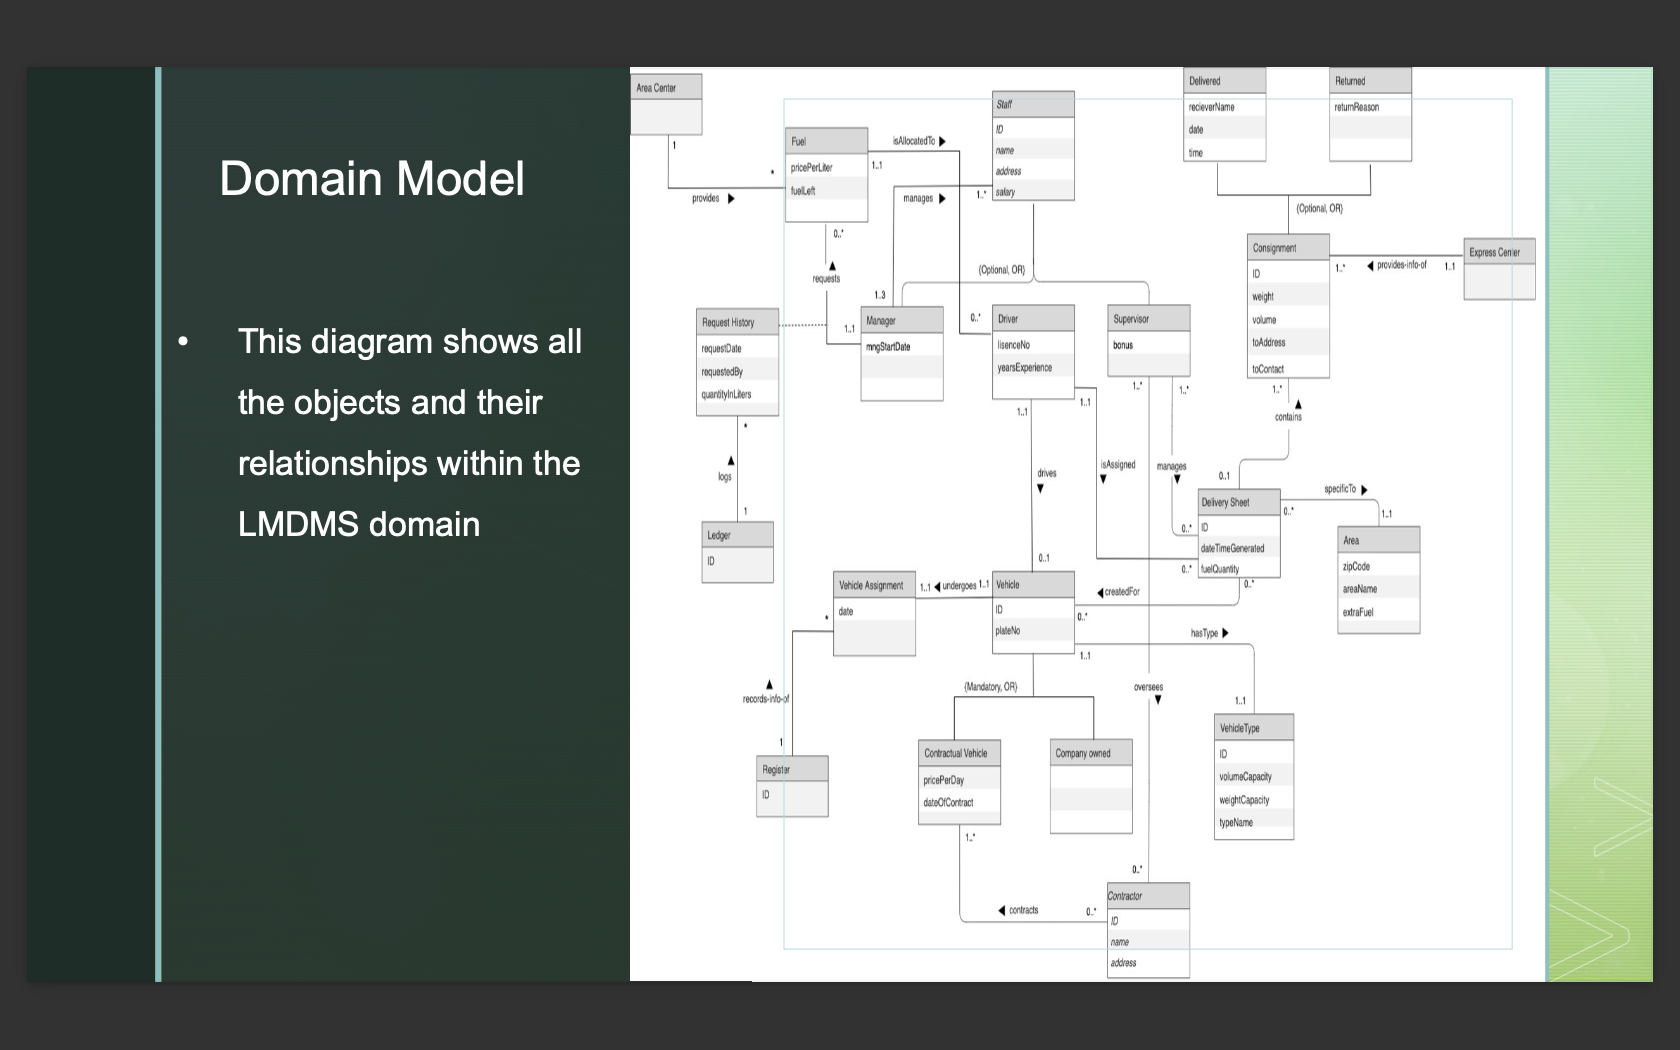 Domain Model
• This diagram shows all
the objects and their
relationships within the
LMDMS domain
Area Center
1
provides
*
Fuel
pricePerLiter
fuelLeft
isAllocatedTo
1..1
0..*
requests
manages
1..*
1..3
Staff
ID
name
address
salary
{Optional, OR}
Delivered
recieverName
date
time
Returned
returnReason
{Optional, OR}
Consignment
ID
weight
volume
toAddress
toContact
1..*
provides-info-of
1..1
Express Center
1..*
contains
0..1
Request History
requestDate
requestedBy
quantityInLiters
1..1
Manager
mngStartDate
0..*
Driver
lisenceNo
yearsExperience
1..1
1..1
Supervisor
bonus
1..*
1..*
*
logs
1
Ledger
ID
drives
0..1
isAssigned
manages
0..*
0..*
Delivery Sheet
ID
dateTimeGenerated
fuelQuantity
0..*
specificTo
1..1
0..*
Area
zipCode
areaName
extraFuel
Vehicle Assignment
date
1..1
undergoes
1..1
Vehicle
ID
plateNo
createdFor
0..*
hasType
1..1
1..1
*
records-info-of
1
Register
ID
{Mandatory, OR}
oversees
Contractual Vehicle
pricePerDay
dateOfContract
Company owned
VehicleType
ID
volumeCapacity
weightCapacity
typeName
1..*
contracts
0..*
0..*
Contractor
ID
name
address